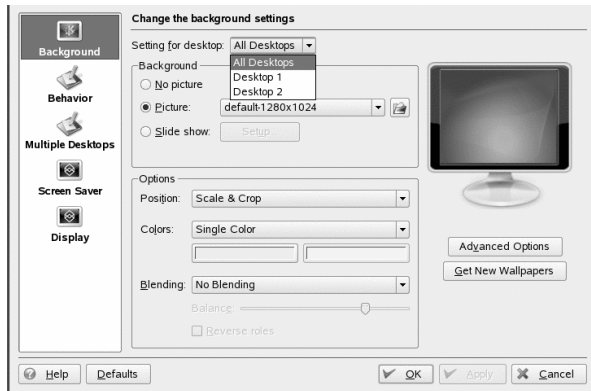 Change the background settings
Background
Behavior
Multiple Desktops
Screen Saver
Display
Setting for desktop: All Desktops
All Desktops
Desktop 1
Desktop 2
Background
No picture
Picture: default-1280x1024
Slide show: Setup...
Options
Position: Scale & Crop
Colors: Single Color
Blending: No Blending
Balance:
Reverse roles
Advanced Options
Get New Wallpapers
Help
Defaults
OK
Apply
Cancel